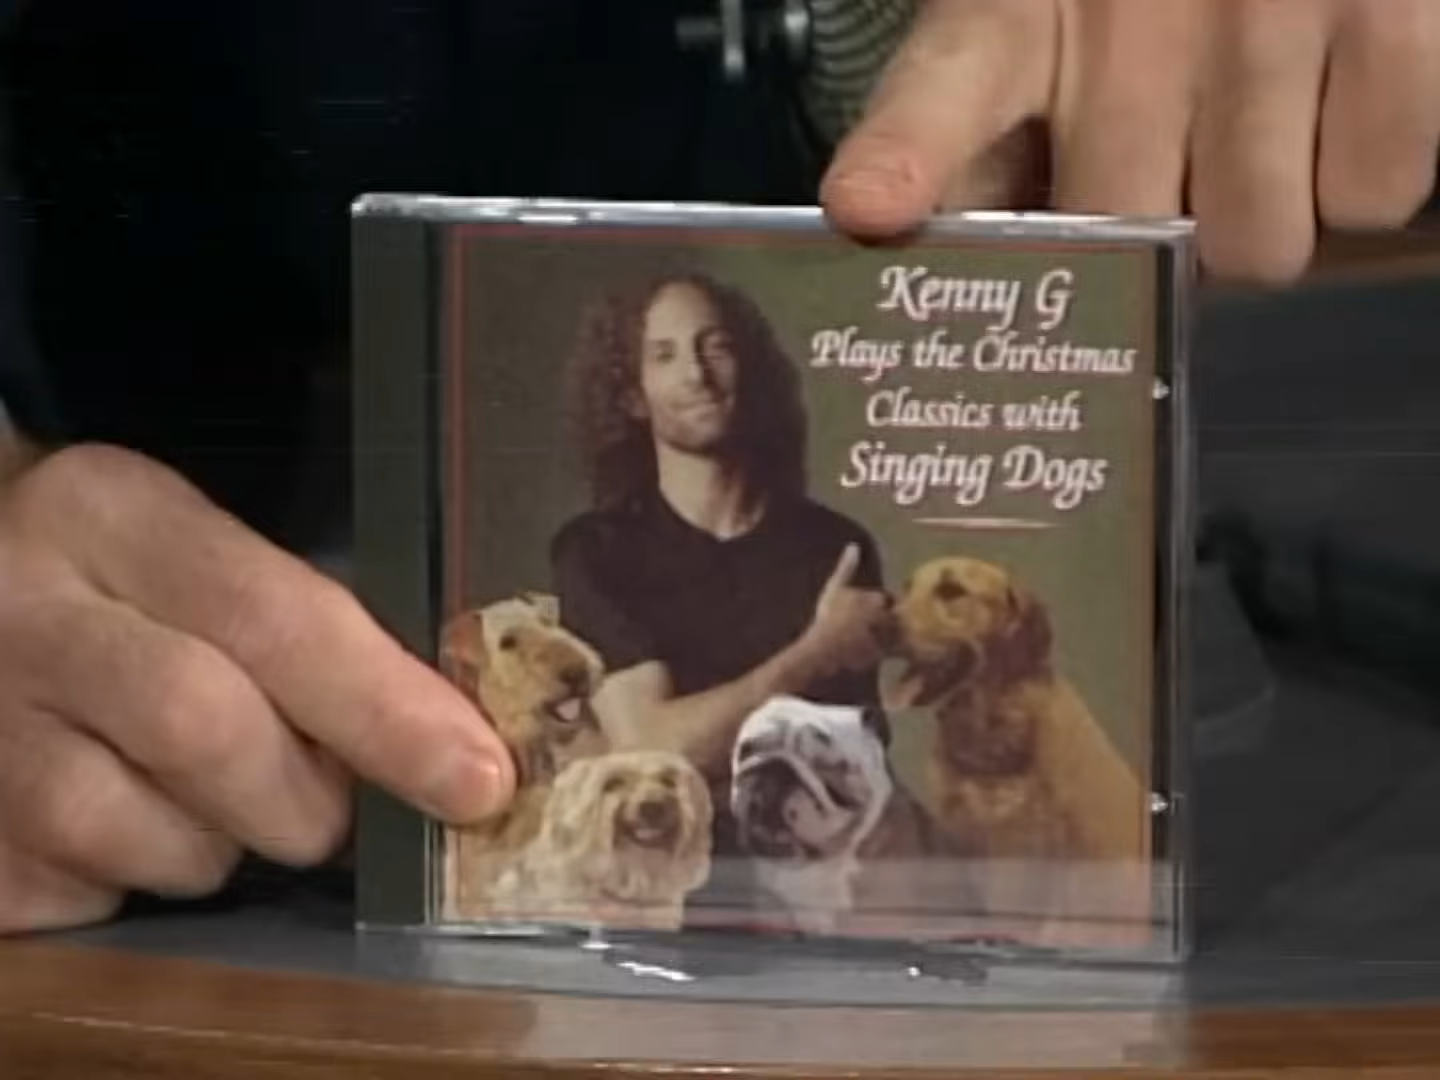 Kenny G
Plays the Christmas
Classics with
Singing Dogs